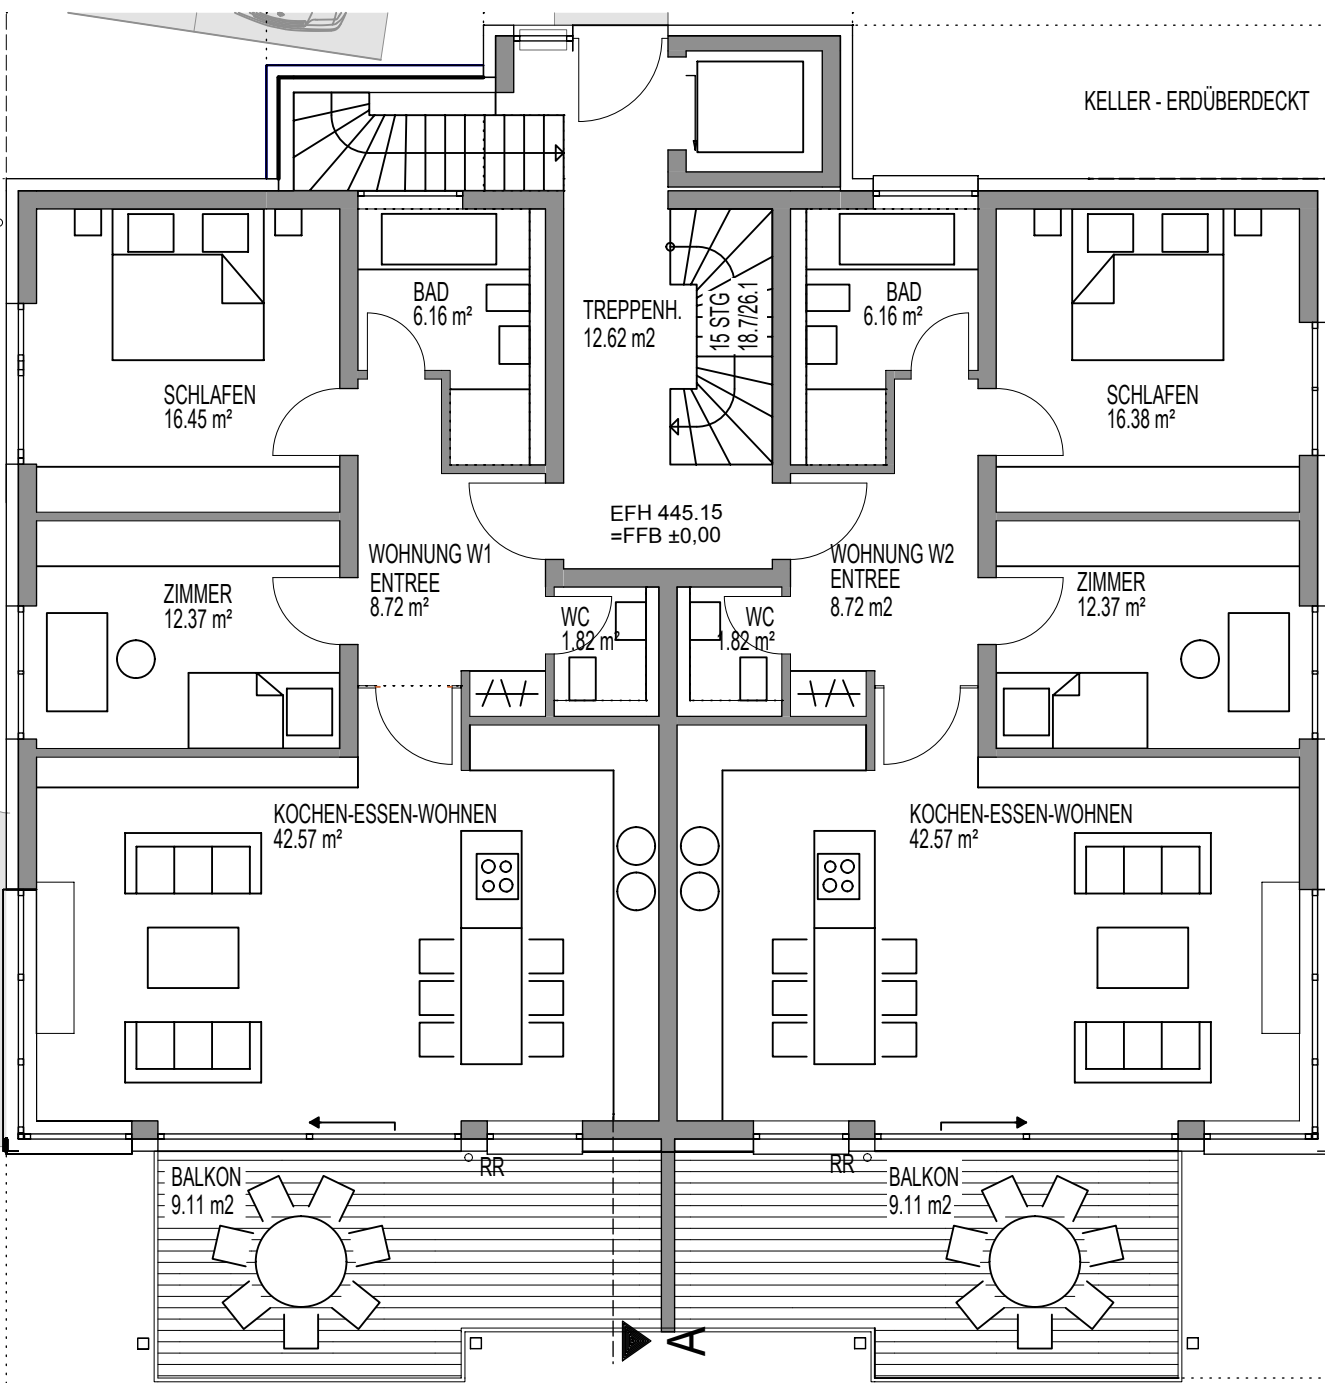 KELLER - ERDÜBERDECKT
BAD
6.16 m²
TREPPENH.
12.62 m2
15 STG
18.7/26.1
BAD
6.16 m²
SCHLAFEN
16.45 m²
SCHLAFEN
16.38 m²
EFH 445.15
=FFB ±0,00
WOHNUNG W1
ENTREE
8.72 m²
WOHNUNG W2
ENTREE
8.72 m2
ZIMMER
12.37 m²
WC
1.82 m²
WC
1.82 m²
ZIMMER
12.37 m²
KOCHEN-ESSEN-WOHNEN
42.57 m²
KOCHEN-ESSEN-WOHNEN
42.57 m²
RR
RR
BALKON
9.11 m2
BALKON
9.11 m2
A